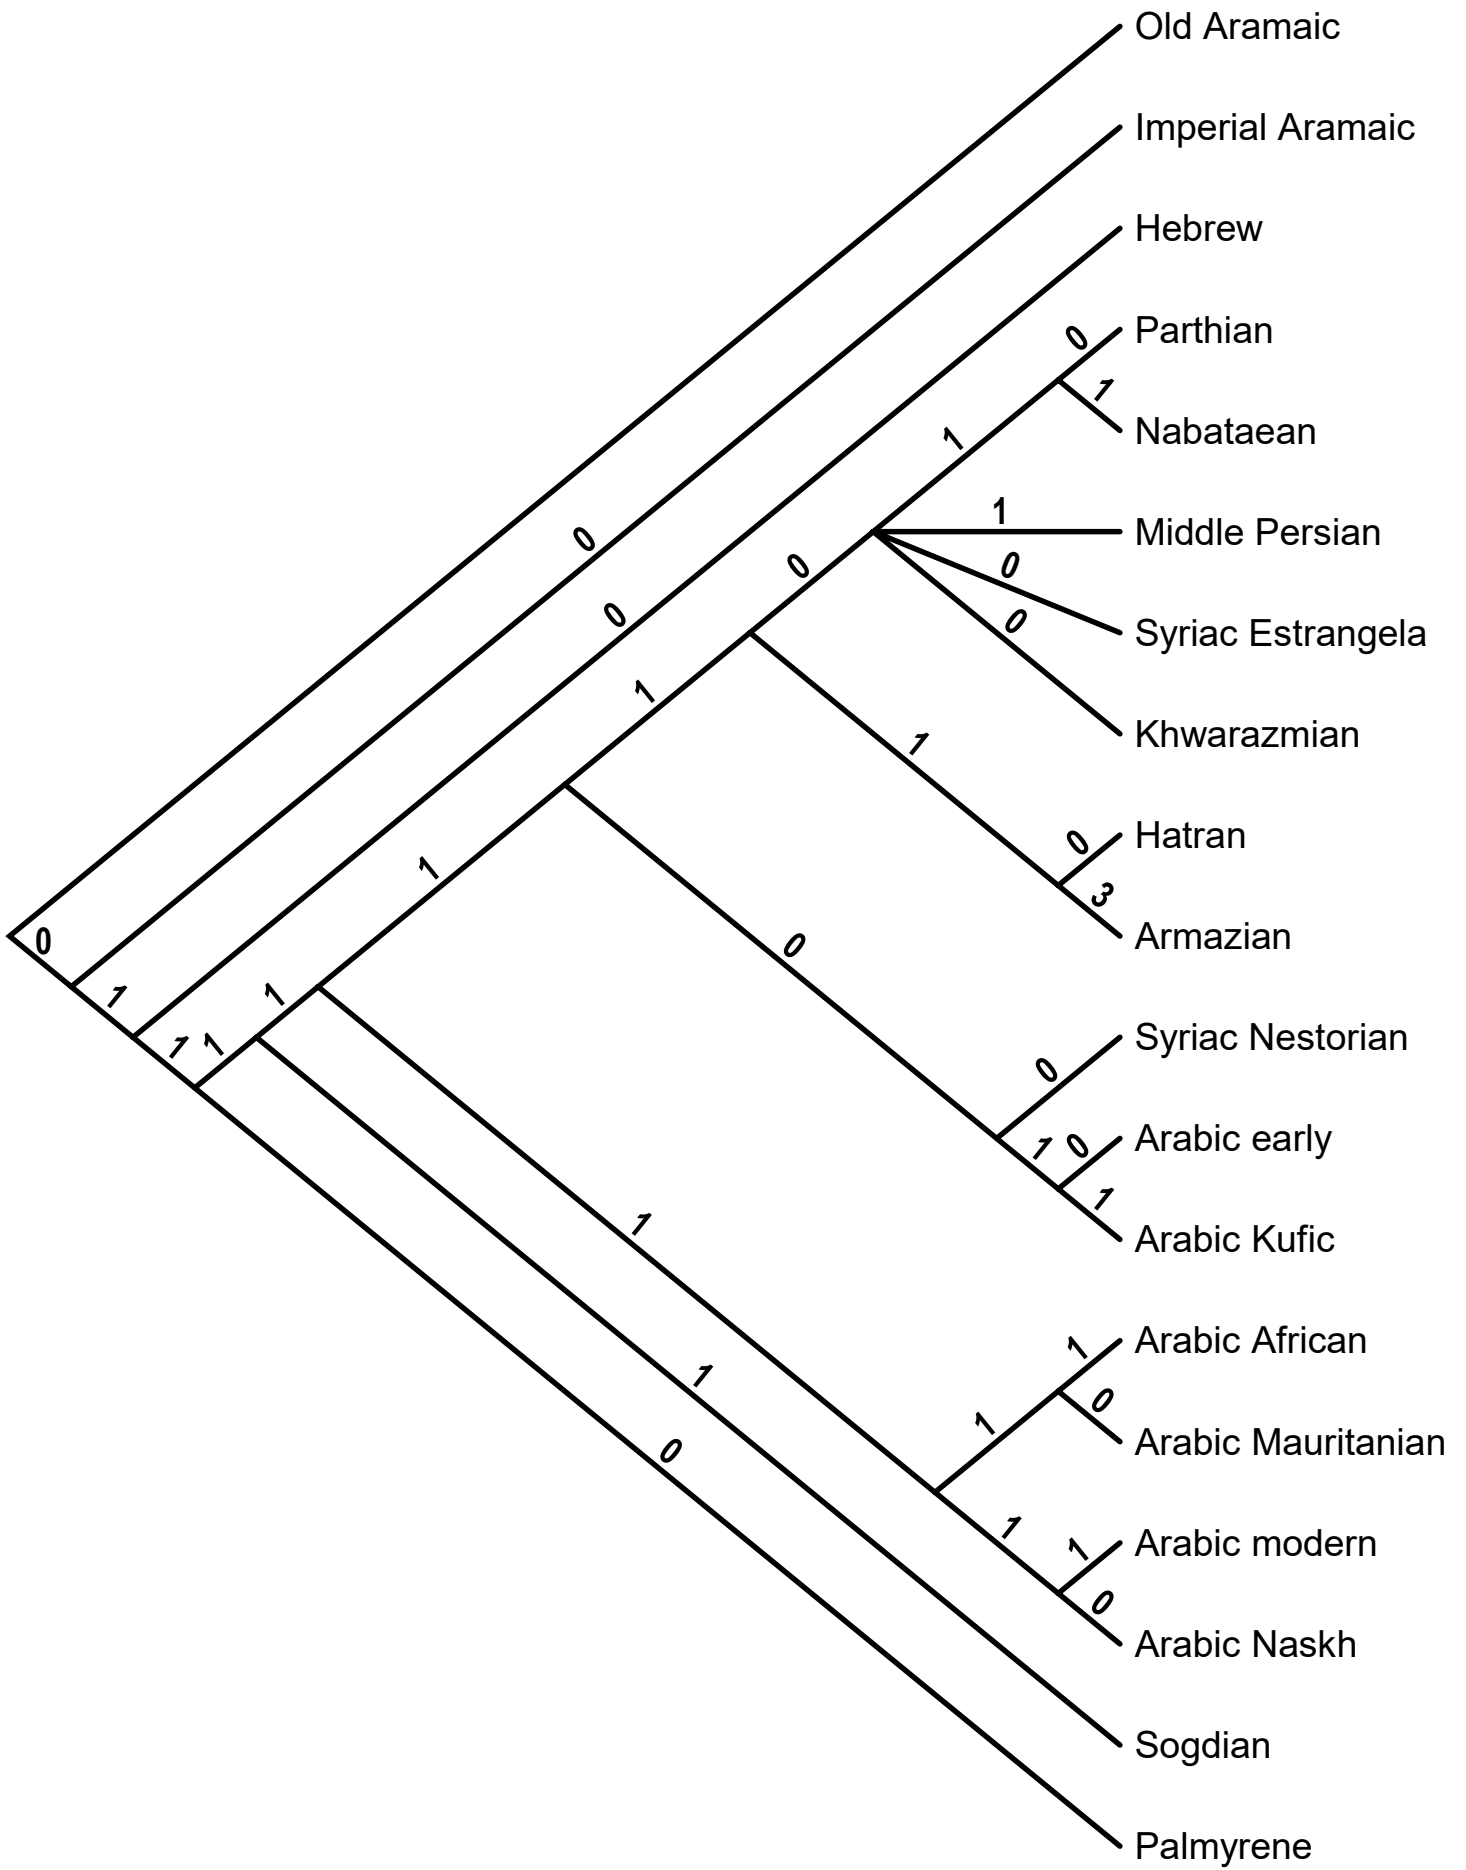 Old Aramaic
Imperial Aramaic
Hebrew
0
Parthian
1
Nabataean
1
1
Middle Persian
0
0
0
Syriac Estrangela
0
0
1
Khwarazmian
1
0
Hatran
1
3
Armazian
0
0
1
1
Syriac Nestorian
1
1
0
1
0
Arabic early
1
Arabic Kufic
1
1
Arabic African
1
0
1
Arabic Mauritanian
0
1
1
Arabic modern
0
Arabic Naskh
Sogdian
Palmyrene